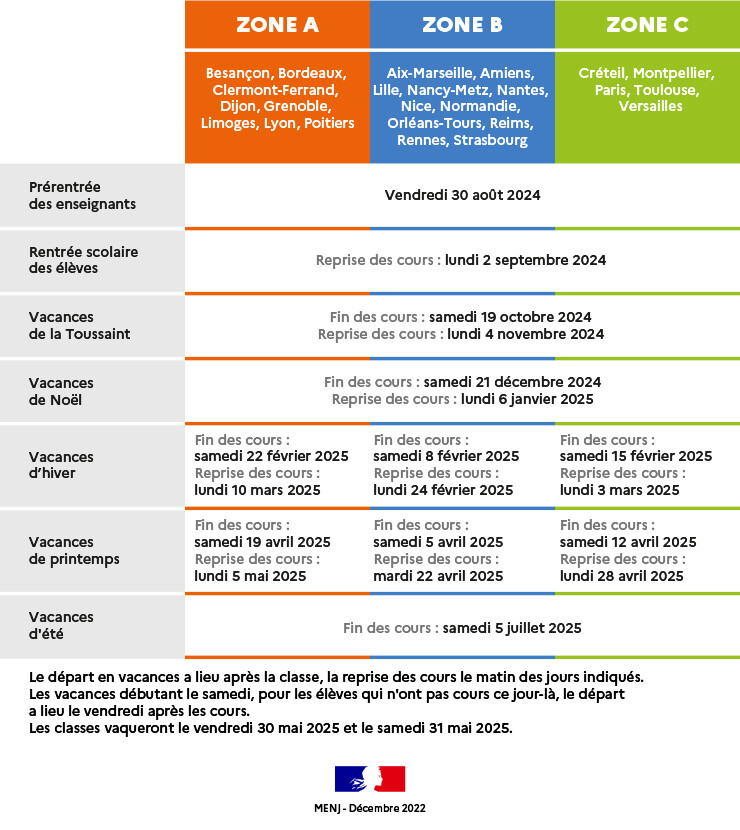 ZONE A
ZONE B
ZONE C
Besançon, Bordeaux,
Clermont-Ferrand,
Dijon, Grenoble,
Limoges, Lyon, Poitiers
Aix-Marseille, Amiens,
Lille, Nancy-Metz, Nantes,
Nice, Normandie,
Orléans-Tours, Reims,
Rennes, Strasbourg
Créteil, Montpellier,
Paris, Toulouse,
Versailles
Prérentrée
des enseignants
Vendredi 30 août 2024
Rentrée scolaire
des élèves
Reprise des cours : lundi 2 septembre 2024
Vacances
de la Toussaint
Fin des cours : samedi 19 octobre 2024
Reprise des cours : lundi 4 novembre 2024
Vacances
de Noël
Fin des cours : samedi 21 décembre 2024
Reprise des cours : lundi 6 janvier 2025
Vacances
d’hiver
Fin des cours :
samedi 22 février 2025
Reprise des cours :
lundi 10 mars 2025
Fin des cours :
samedi 8 février 2025
Reprise des cours :
lundi 24 février 2025
Fin des cours :
samedi 15 février 2025
Reprise des cours :
lundi 3 mars 2025
Vacances
de printemps
Fin des cours :
samedi 19 avril 2025
Reprise des cours :
lundi 5 mai 2025
Fin des cours :
samedi 5 avril 2025
Reprise des cours :
mardi 22 avril 2025
Fin des cours :
samedi 12 avril 2025
Reprise des cours :
lundi 28 avril 2025
Vacances
d'été
Fin des cours : samedi 5 juillet 2025
Le départ en vacances a lieu après la classe, la reprise des cours le matin des jours indiqués.
Les vacances débutant le samedi, pour les élèves qui n'ont pas cours ce jour-là, le départ
a lieu le vendredi après les cours.
Les classes vaqueront le vendredi 30 mai 2025 et le samedi 31 mai 2025.
MENJ - Décembre 2022